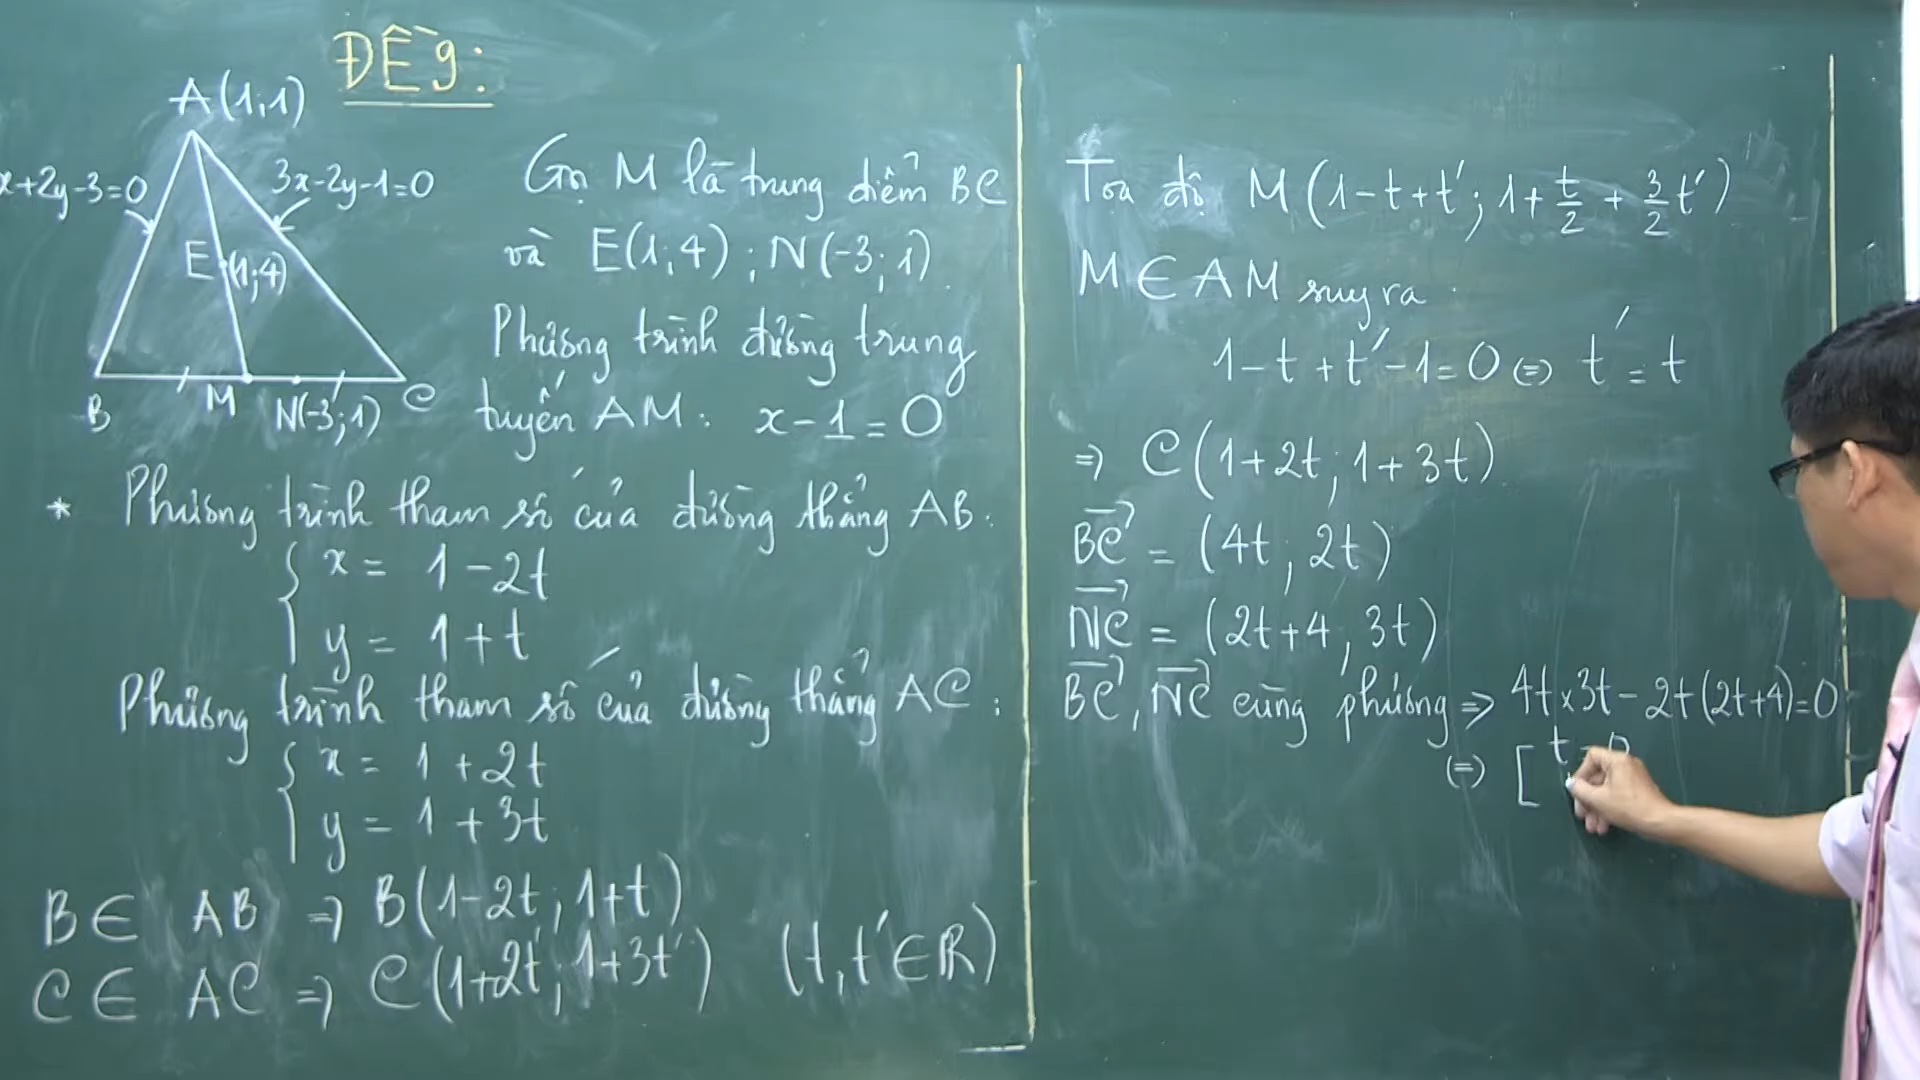 ĐỀ 9:
A(1;1)
x+2y-3=0
3x-2y-1=0
E(1;4)
B
M
N(-3;1)
C
Gọi M là trung điểm BC
và E(1;4); N(-3;1).
Phương trình đường trung
tuyến AM: x-1=0
* Phương trình tham số của đường thẳng AB:
{ x = 1-2t
y = 1+t
Phương trình tham số của đường thẳng AC:
{ x = 1+2t
y = 1+3t
B∈ AB ⇒ B(1-2t; 1+t)
C∈ AC ⇒ C(1+2t'; 1+3t') (t,t'∈R)
Tọa độ M(1-t+t'; 1+t/2 + 3/2 t')
M∈AM suy ra
1-t+t'-1=0 ⇔ t'=t
⇒ C(1+2t; 1+3t)
BC→ = (4t; 2t)
NC→ = (2t+4; 3t)
BC→, NC→ cùng phương ⇒ 4t×3t - 2t(2t+4)=0
⇔ [ t=0